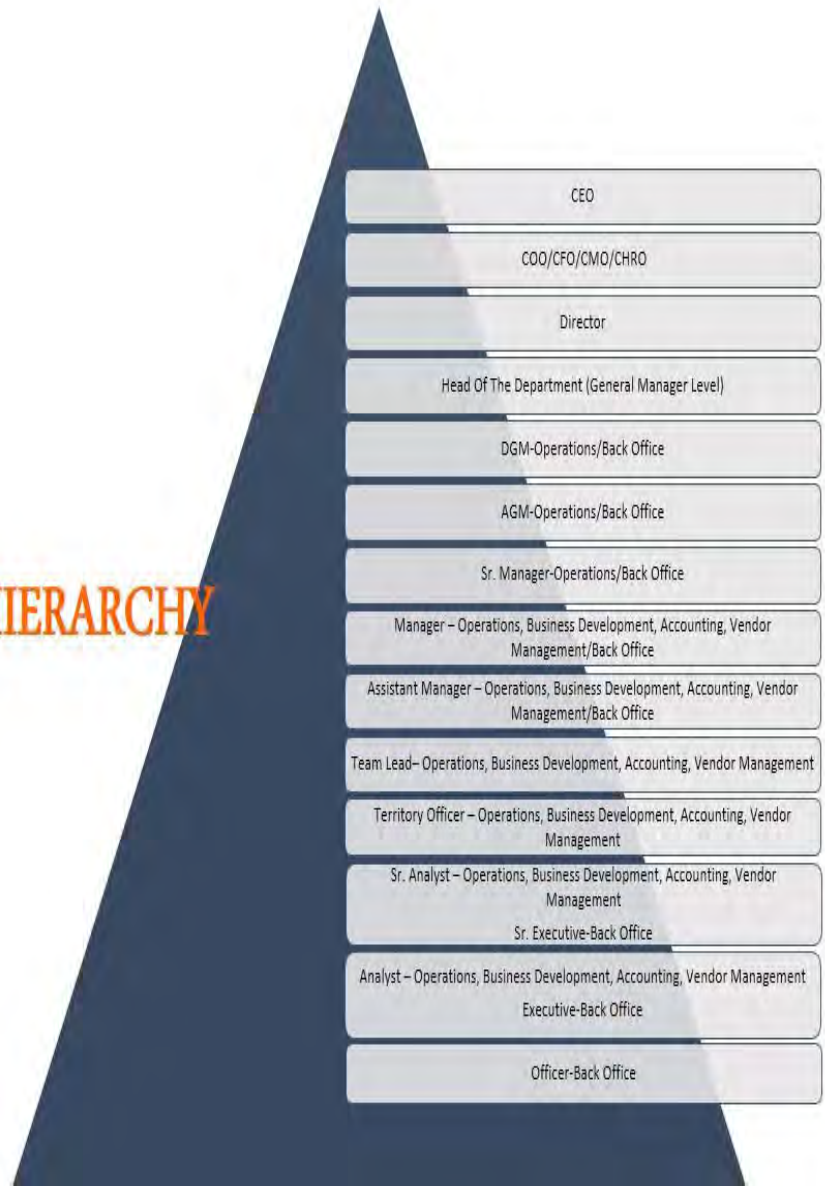 CEO
COO/CFO/CMO/CHRO
Director
Head Of The Department (General Manager Level)
DGM-Operations/Back Office
AGM-Operations/Back Office
Sr. Manager-Operations/Back Office
HIERARCHY
Manager – Operations, Business Development, Accounting, Vendor
Management/Back Office
Assistant Manager – Operations, Business Development, Accounting, Vendor
Management/Back Office
Team Lead– Operations, Business Development, Accounting, Vendor Management
Territory Officer – Operations, Business Development, Accounting, Vendor
Management
Sr. Analyst – Operations, Business Development, Accounting, Vendor
Management
Sr. Executive-Back Office
Analyst – Operations, Business Development, Accounting, Vendor Management
Executive-Back Office
Officer-Back Office